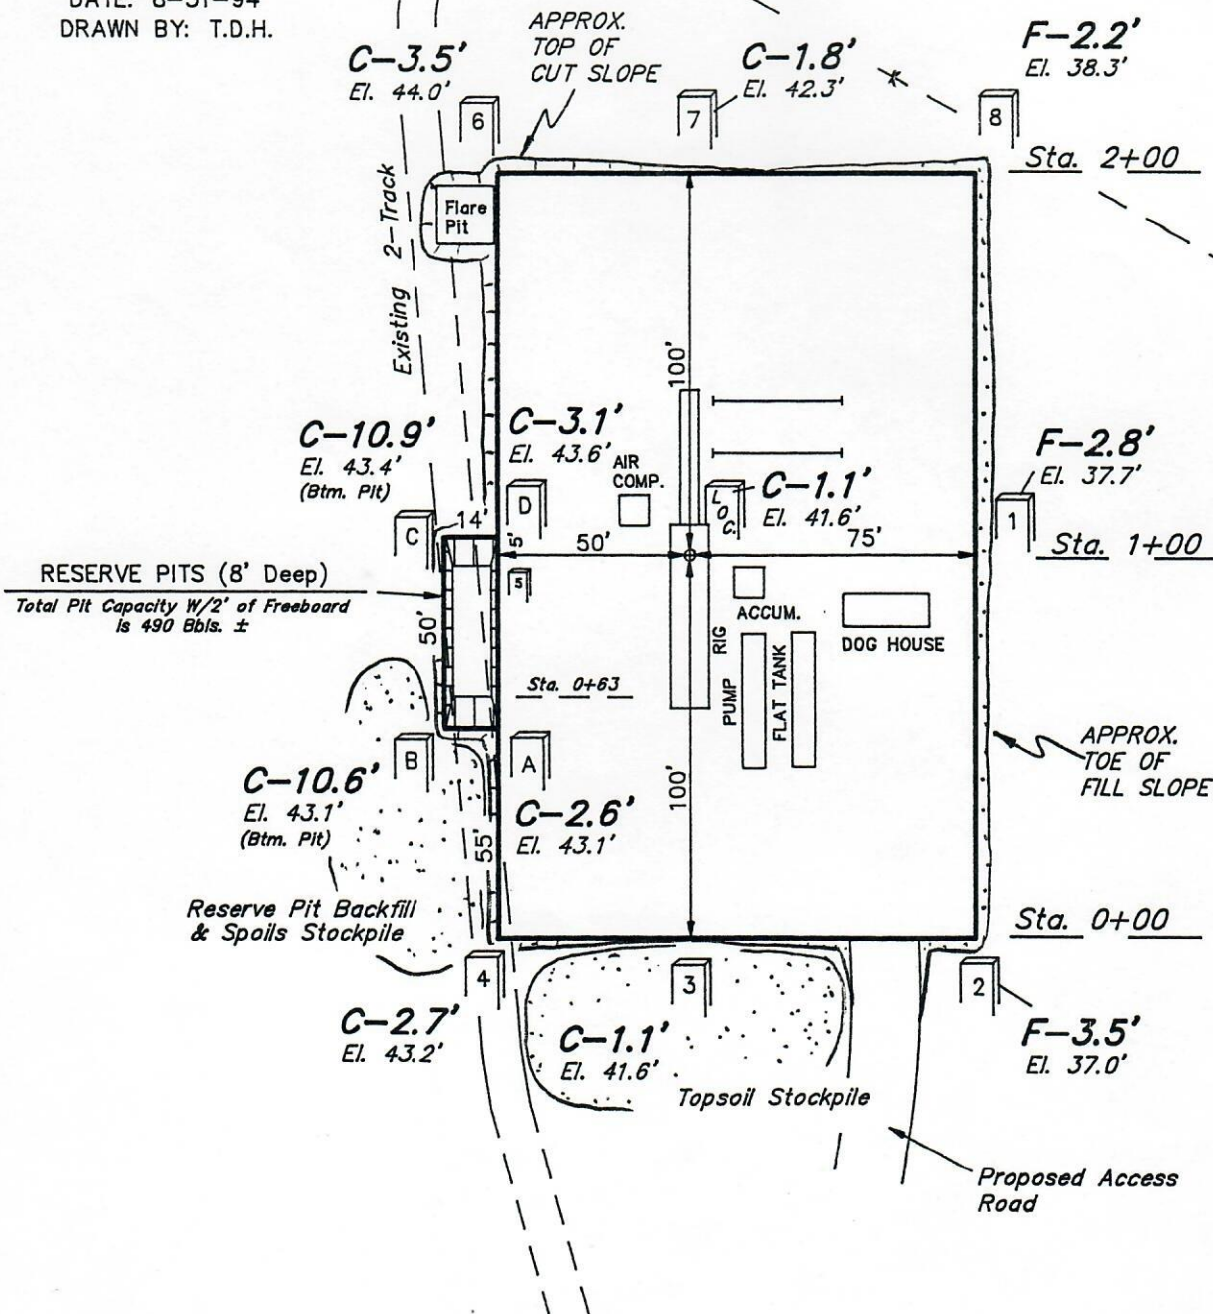 DATE: 8-31-94
DRAWN BY: T.D.H.
APPROX.
TOP OF
CUT SLOPE
C-3.5'
El. 44.0'
C-1.8'
El. 42.3'
F-2.2'
El. 38.3'
6
7
8
Sta. 2+00
Flare
Pit
Existing 2-Track
100'
C-10.9'
El. 43.4'
(Btm. Pit)
C-3.1'
El. 43.6'
AIR
COMP.
C-1.1'
El. 41.6'
F-2.8'
El. 37.7'
C
14'
D
LOC.
1
5'
50'
75'
Sta. 1+00
RESERVE PITS (8' Deep)
Total Pit Capacity W/2' of Freeboard
is 490 Bbls. ±
5
50'
ACCUM.
DOG HOUSE
RIG
PUMP
FLAT TANK
Sta. 0+63
B
A
APPROX.
TOE OF
FILL SLOPE
C-10.6'
El. 43.1'
(Btm. Pit)
C-2.6'
El. 43.1'
100'
55'
Reserve Pit Backfill
& Spoils Stockpile
Sta. 0+00
4
3
2
C-2.7'
El. 43.2'
C-1.1'
El. 41.6'
F-3.5'
El. 37.0'
Topsoil Stockpile
Proposed Access
Road